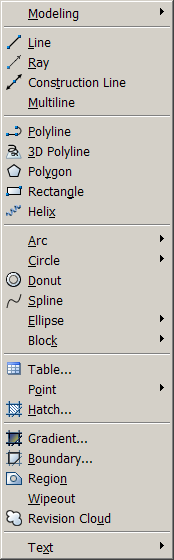 Modeling
Line
Ray
Construction Line
Multiline
Polyline
3D Polyline
Polygon
Rectangle
Helix
Arc
Circle
Donut
Spline
Ellipse
Block
Table...
Point
Hatch...
Gradient...
Boundary...
Region
Wipeout
Revision Cloud
Text